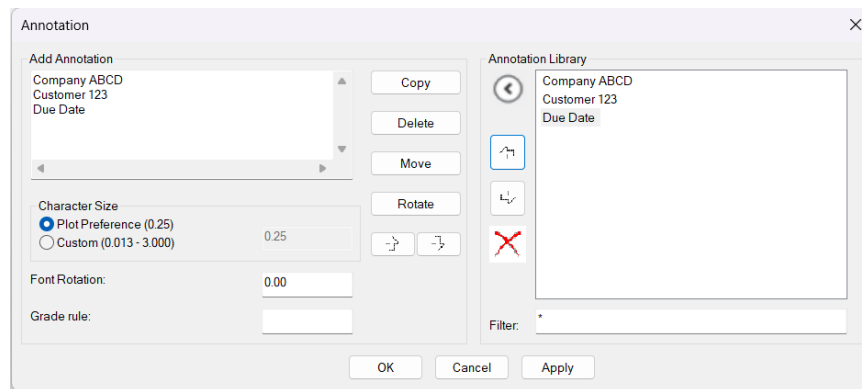 Annotation
Add Annotation
Company ABCD
Customer 123
Due Date
Copy
Delete
Move
Rotate
Character Size
Plot Preference (0.25)
Custom (0.013 - 3.000)
0.25
Font Rotation:
0.00
Grade rule:
Annotation Library
Company ABCD
Customer 123
Due Date
Filter:
*
OK
Cancel
Apply